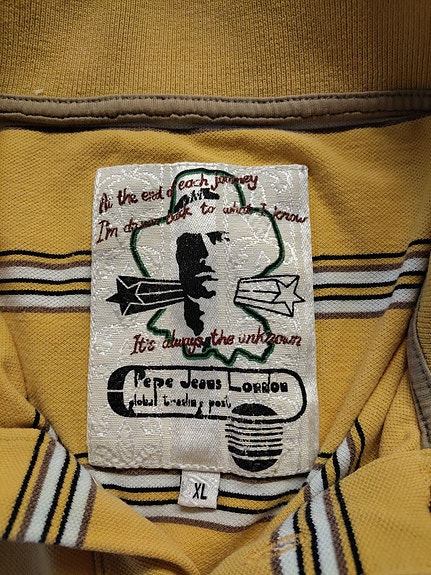 At the end of each journey
I'm drawn back to what I know
It's always the unknown
Pepe Jeans London
global trading post
XL